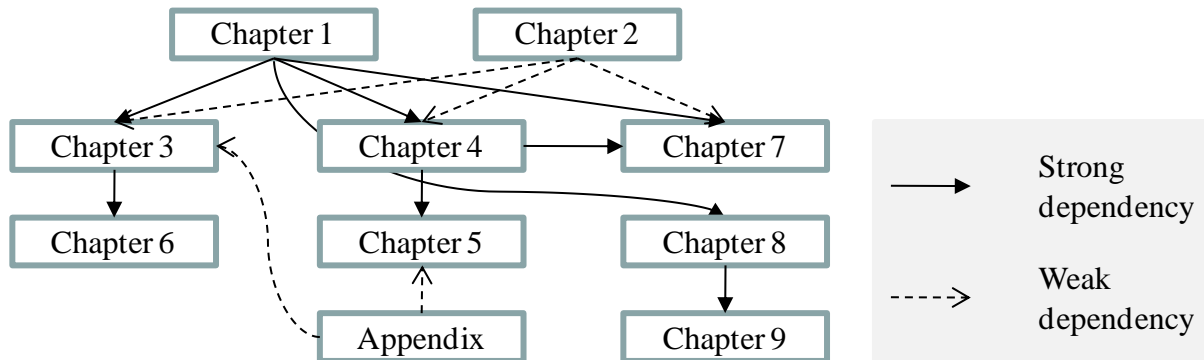 Chapter 1
Chapter 2
Chapter 3
Chapter 4
Chapter 7
Chapter 6
Chapter 5
Chapter 8
Appendix
Chapter 9
Strong
dependency
Weak
dependency